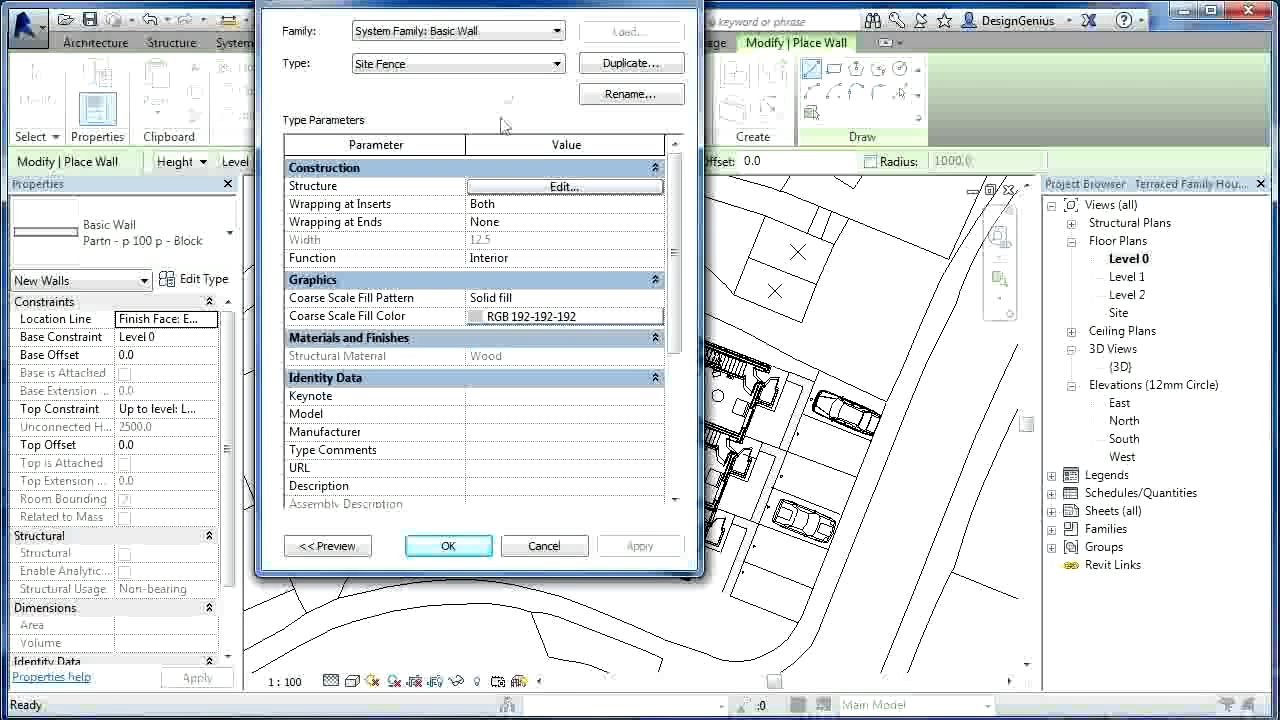 keyword or phrase
DesignGenius
Architecture
Structure
System
age
Modify | Place Wall
Modify
Select
Properties
Clipboard
Create
Draw
Modify | Place Wall
Height
Level
ffset:
0.0
Radius:
1000.0
Family:
System Family: Basic Wall
Load...
Type:
Site Fence
Duplicate...
Rename...
Type Parameters
Parameter
Value
Construction
Structure
Edit...
Wrapping at Inserts
Both
Wrapping at Ends
None
Width
12.5
Function
Interior
Graphics
Coarse Scale Fill Pattern
Solid fill
Coarse Scale Fill Color
RGB 192-192-192
Materials and Finishes
Structural Material
Wood
Identity Data
Keynote
Model
Manufacturer
Type Comments
URL
Description
Assembly Description
<< Preview
OK
Cancel
Apply
Properties
Basic Wall
Partn - p 100 p - Block
New Walls
Edit Type
Constraints
Location Line
Finish Face: E...
Base Constraint
Level 0
Base Offset
0.0
Base is Attached
Base Extension ...
0.0
Top Constraint
Up to level: L...
Unconnected H...
2500.0
Top Offset
0.0
Top is Attached
Top Extension ...
0.0
Room Bounding
Related to Mass
Structural
Structural
Enable Analytic...
Structural Usage
Non-bearing
Dimensions
Area
Volume
Identity Data
Properties help
Apply
Project Browser
Terraced Family Hou...
Views (all)
Structural Plans
Floor Plans
Level 0
Level 1
Level 2
Site
Ceiling Plans
3D Views
{3D}
Elevations (12mm Circle)
East
North
South
West
Legends
Schedules/Quantities
Sheets (all)
Families
Groups
Revit Links
1 : 100
Ready
:0
Main Model